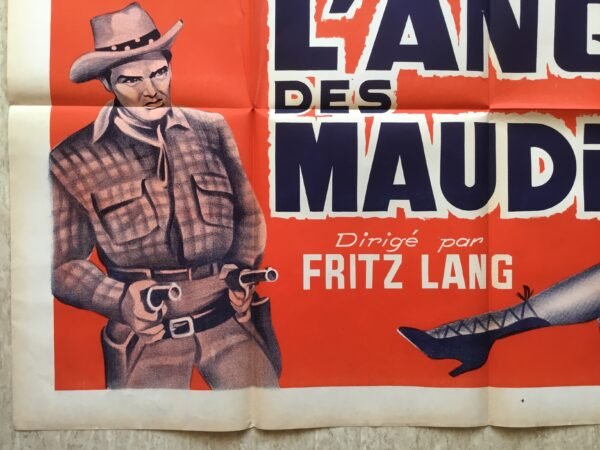 L'ANG
DES
MAUDI
Dirigé par
FRITZ LANG